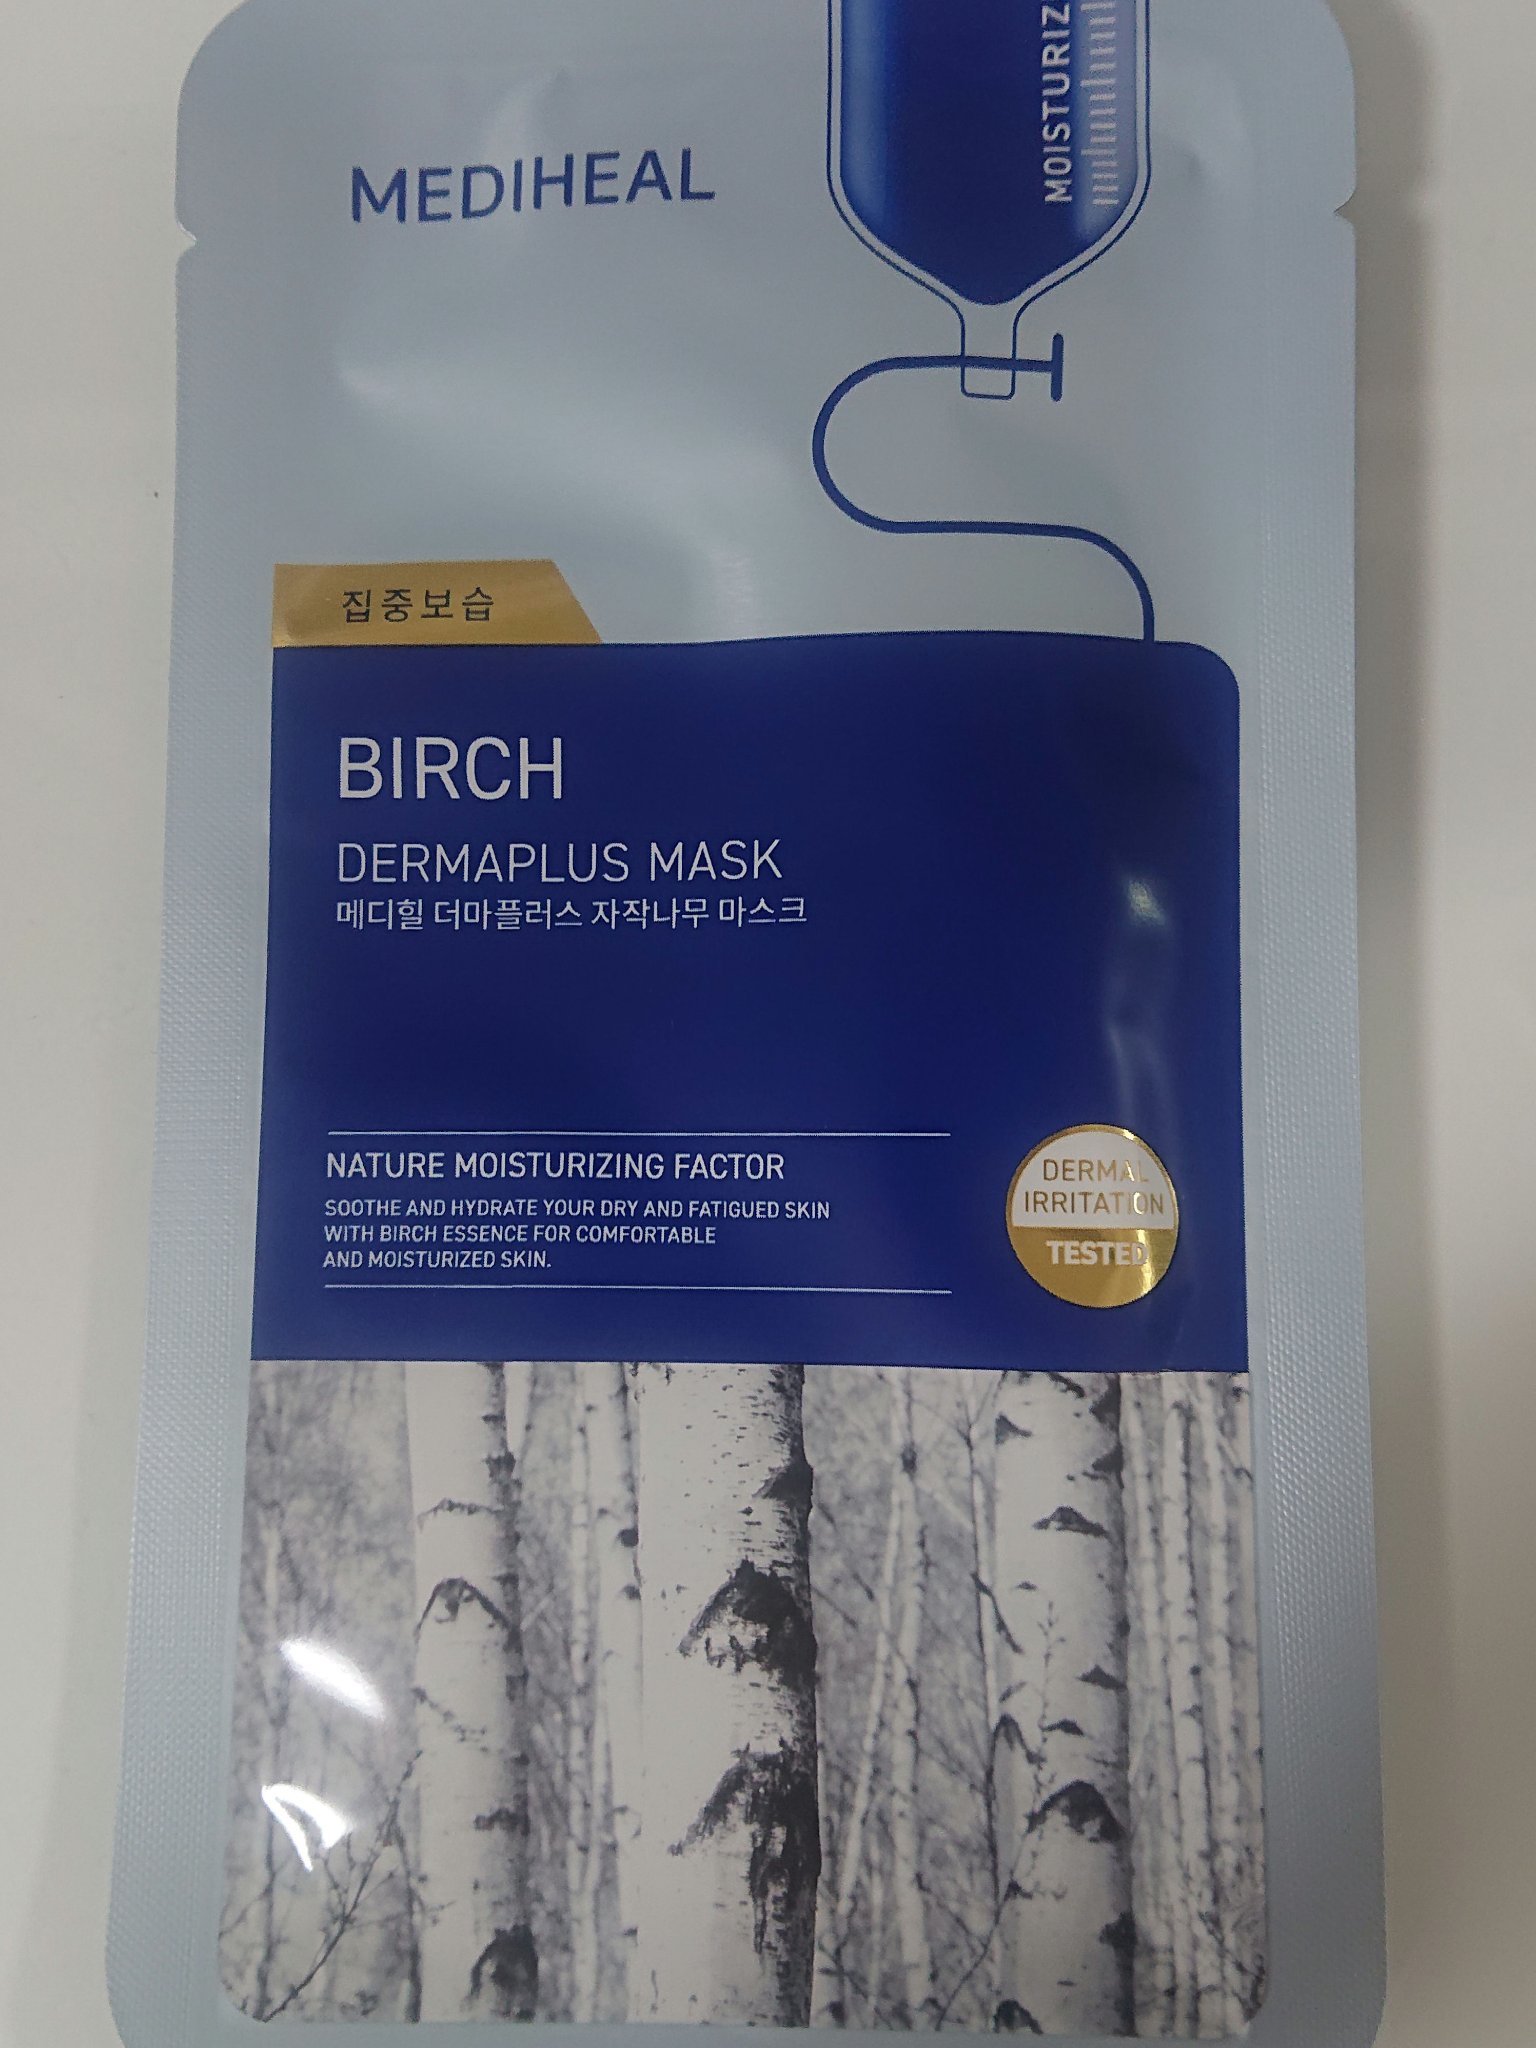 MEDIHEAL
MOISTURIZ
집중보습
BIRCH
DERMAPLUS MASK
메디힐 더마플러스 자작나무 마스크
NATURE MOISTURIZING FACTOR
SOOTHE AND HYDRATE YOUR DRY AND FATIGUED SKIN
WITH BIRCH ESSENCE FOR COMFORTABLE
AND MOISTURIZED SKIN.
DERMAL
IRRITATION
TESTED